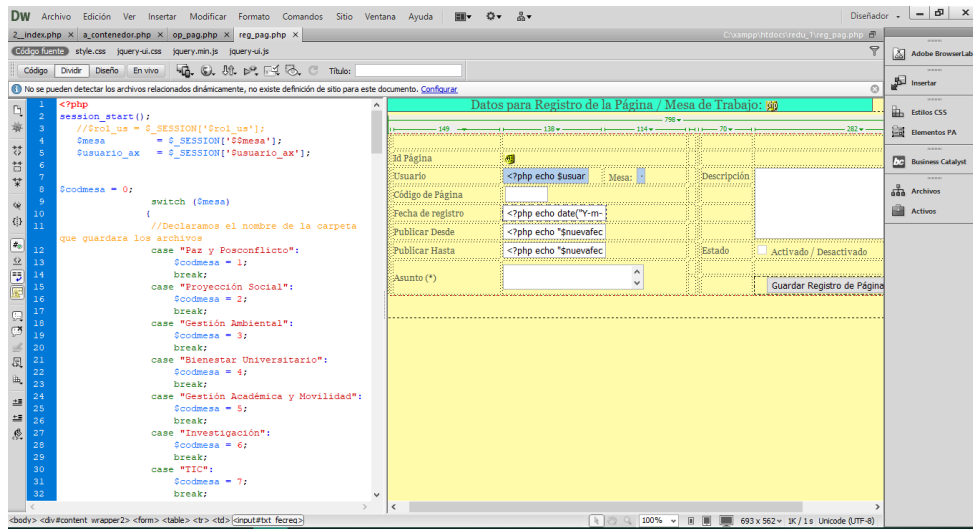 DW Archivo Edición Ver Insertar Modificar Formato Comandos Sitio Ventana Ayuda Diseñador
2__index.php × a_contenedor.php × op_pag.php × reg_pag.php × C:\xampp\htdocs\redu_1\reg_pag.php
Código fuente style.css jquery-ui.css jquery.min.js jquery-ui.js
Código Dividir Diseño En vivo Título:
No se pueden detectar los archivos relacionados dinámicamente, no existe definición de sitio para este documento. Configurar
1 <?php
2 session_start();
3 //$rol_us = $_SESSION['$rol_us'];
4 $mesa = $_SESSION['$$mesa'];
5 $usuario_ax = $_SESSION['$usuario_ax'];
6
7
8 $codmesa = 0;
9 switch ($mesa)
10 {
11 //Declaramos el nombre de la carpeta
que guardara los archivos
12 case "Paz y Posconflicto":
13 $codmesa = 1;
14 break;
15 case "Proyección Social":
16 $codmesa = 2;
17 break;
18 case "Gestión Ambiental":
19 $codmesa = 3;
20 break;
21 case "Bienestar Universitario":
22 $codmesa = 4;
23 break;
24 case "Gestión Académica y Movilidad":
25 $codmesa = 5;
26 break;
27 case "Investigación":
28 $codmesa = 6;
29 break;
30 case "TIC":
31 $codmesa = 7;
32 break;
Datos para Registro de la Página / Mesa de Trabajo:
798
149 138 114 70 282
Id Página
Usuario <?php echo $usuar Mesa: Descripción
Código de Página
Fecha de registro <?php echo date("Y-m-
Publicar Desde <?php echo "$nuevafec
Publicar Hasta <?php echo "$nuevafec Estado Activado / Desactivado
Asunto (*) Guardar Registro de Página
Adobe BrowserLab
Insertar
Estilos CSS
Elementos PA
Business Catalyst
Archivos
Activos
<body> <div#content_wrapper2> <form> <table> <tr> <td> <input#txt_fecreg> 100% 693 x 562 1K / 1 s Unicode (UTF-8)